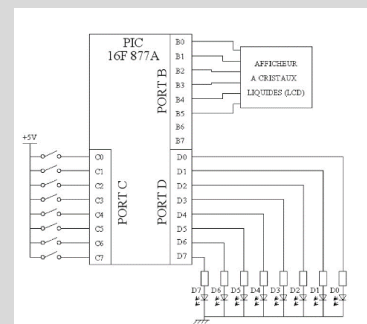 PIC
16F 877A
PORT B
B0
B1
B2
B3
B4
B5
B6
B7
AFFICHEUR
A CRISTAUX
LIQUIDES (LCD)
+5V
C0
C1
C2
C3
C4
C5
C6
C7
PORT C
PORT D
D0
D1
D2
D3
D4
D5
D6
D7
D7 D6 D5 D4 D3 D2 D1 D0